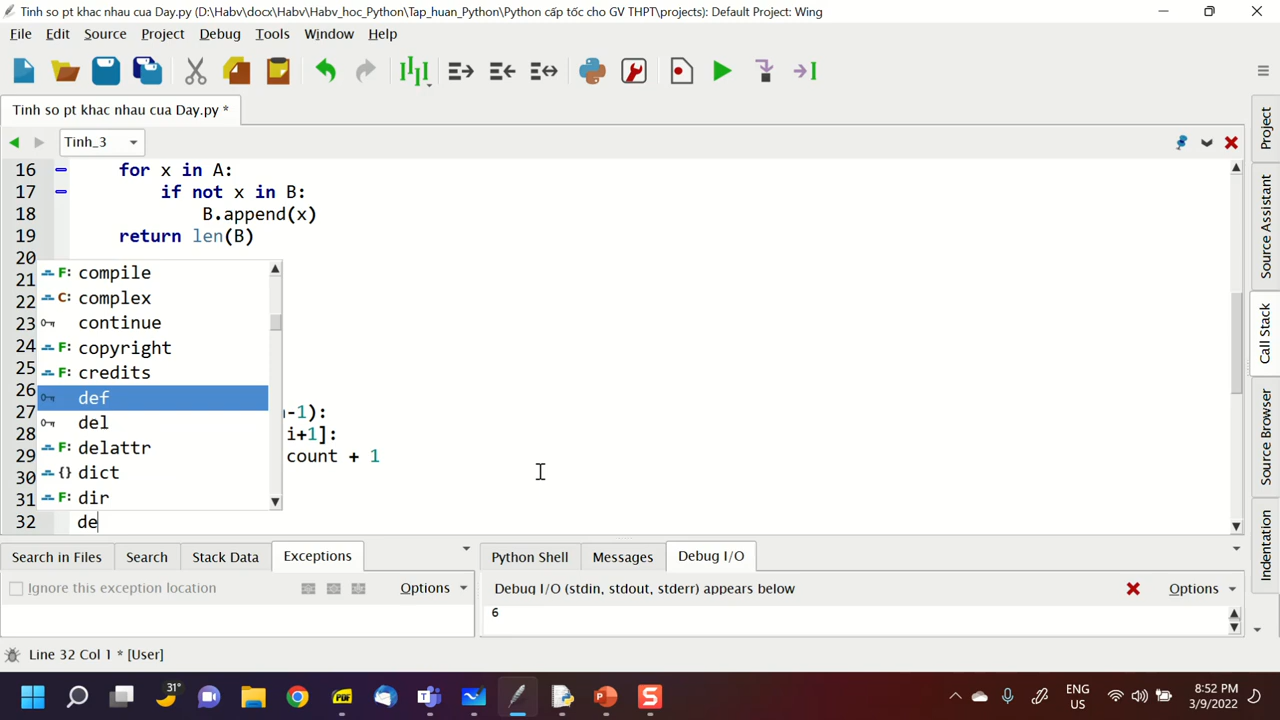 Tinh so pt khac nhau cua Day.py (D:\Habv\docx\Habv\Habv_hoc_Python\Tap_huan_Python\Python cấp tốc cho GV THPT\projects): Default Project: Wing
File Edit Source Project Debug Tools Window Help
Tinh so pt khac nhau cua Day.py *
Tinh_3
16 for x in A:
17 if not x in B:
18 B.append(x)
19 return len(B)
20
21
22
23
24
25
26
27 -1):
28 i+1]:
29 count + 1
30
31
32 de
compile
complex
continue
copyright
credits
def
del
delattr
dict
dir
Project
Source Assistant
Call Stack
Source Browser
Indentation
Search in Files Search Stack Data Exceptions
Ignore this exception location Options
Python Shell Messages Debug I/O
Debug I/O (stdin, stdout, stderr) appears below Options
6
Line 32 Col 1 * [User]
31°
ENG
US
8:52 PM
3/9/2022